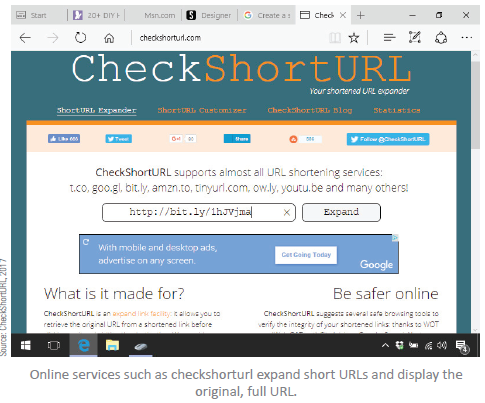 Start
20+ DIY H
Msn.com
Designer
Create a s
Check
checkshorturl.com
CheckShortURL
Your shortened URL expander
ShortURL Expander
ShortURL Customizer
CheckShortURL Blog
Statistics
Like
Tweet
Share
Follow @CheckShortURL
CheckShortURL supports almost all URL shortening services:
t.co, goo.gl, bit.ly, amzn.to, tinyurl.com, ow.ly, youtu.be and many others!
http://bit.ly/1hJVjma
Expand
With mobile and desktop ads,
advertise on any screen.
Get Going Today
Google
What is it made for?
CheckShortURL is an expand link facility: it allows you to
retrieve the original URL from a shortened link before
Be safer online
CheckShortURL suggests several safe browsing tools to
verify the integrity of your shortened links: thanks to WOT
Source: CheckShortURL, 2017
Online services such as checkshorturl expand short URLs and display the
original, full URL.